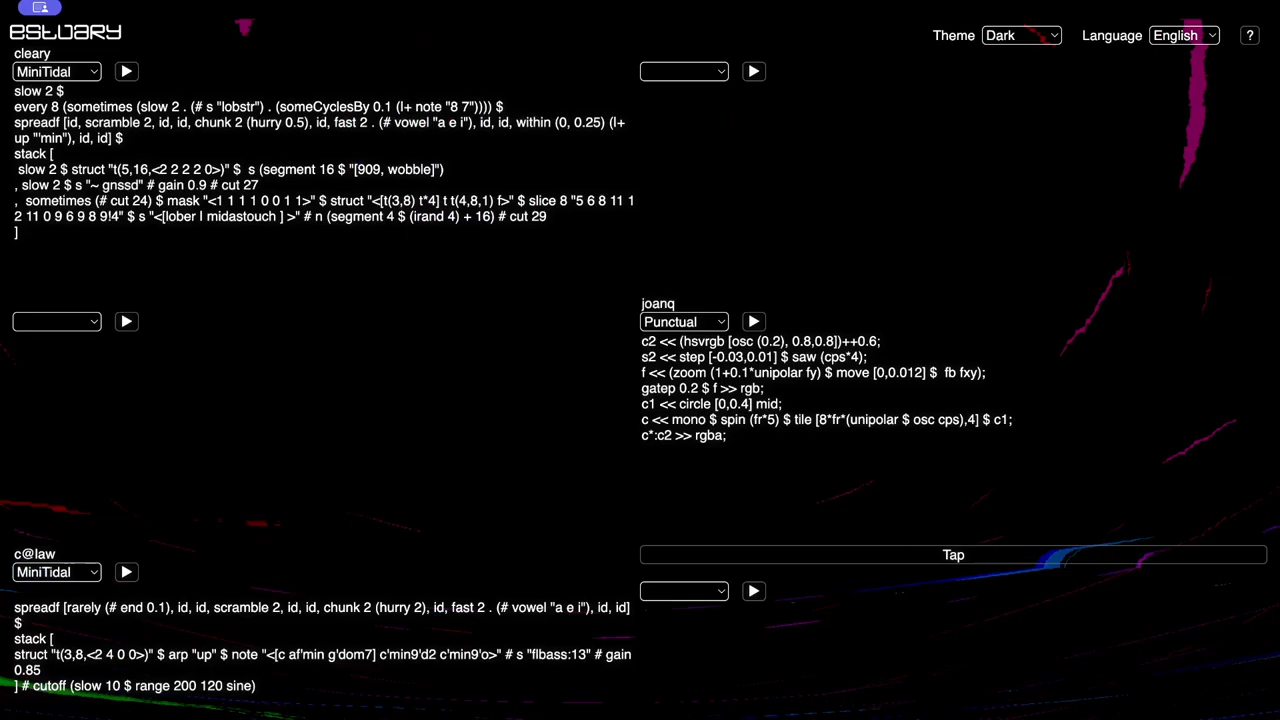 estuary
Theme Dark Language English ?
cleary
MiniTidal
slow 2 $
every 8 (sometimes (slow 2 . (# s "lobstr") . (someCyclesBy 0.1 (|+ note "8 7")))) $
spreadf [id, scramble 2, id, id, chunk 2 (hurry 0.5), id, fast 2 . (# vowel "a e i"), id, id, within (0, 0.25) (|+
up "'min"), id, id] $
stack [
slow 2 $ struct "t(5,16,<2 2 2 2 0>)" $ s (segment 16 $ "[909, wobble]")
, slow 2 $ s "~ gnssd" # gain 0.9 # cut 27
, sometimes (# cut 24) $ mask "<1 1 1 1 0 0 1 1>" $ struct "<[t(3,8) t*4] t t(4,8,1) f>" $ slice 8 "5 6 8 11 1
2 11 0 9 6 9 8 9!4" $ s "<[lober | midastouch ] >" # n (segment 4 $ (irand 4) + 16) # cut 29
]
joanq
Punctual
c2 << (hsvrgb [osc (0.2), 0.8,0.8])++0.6;
s2 << step [-0.03,0.01] $ saw (cps*4);
f << (zoom (1+0.1*unipolar fy) $ move [0,0.012] $ fb fxy);
gatep 0.2 $ f >> rgb;
c1 << circle [0,0.4] mid;
c << mono $ spin (fr*5) $ tile [8*fr*(unipolar $ osc cps),4] $ c1;
c*:c2 >> rgba;
c@law
MiniTidal
spreadf [rarely (# end 0.1), id, id, scramble 2, id, id, chunk 2 (hurry 2), id, fast 2 . (# vowel "a e i"), id, id]
$
stack [
struct "t(3,8,<2 4 0 0>)" $ arp "up" $ note "<[c af'min g'dom7] c'min9'd2 c'min9'o>" # s "flbass:13" # gain
0.85
] # cutoff (slow 10 $ range 200 120 sine)
Tap